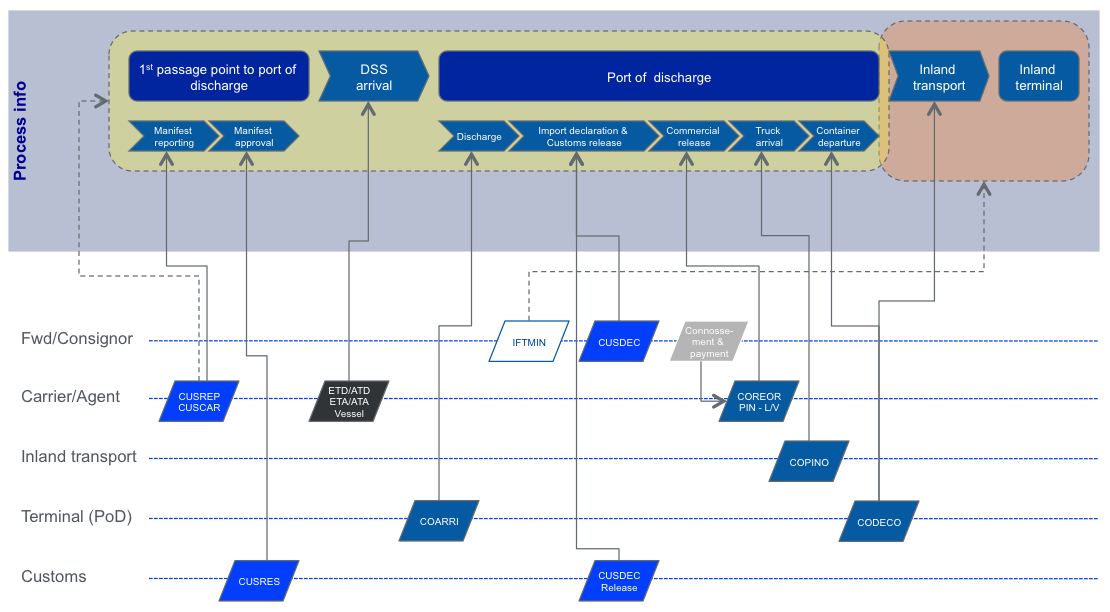 Process info
1st passage point to port of
discharge
DSS
arrival
Port of discharge
Inland
transport
Inland
terminal
Manifest
reporting
Manifest
approval
Discharge
Import declaration &
Customs release
Commercial
release
Truck
arrival
Container
departure
Fwd/Consignor
IFTMIN
CUSDEC
Connosse-
ment &
payment
Carrier/Agent
CUSREP
CUSCAR
ETD/ATD
ETA/ATA
Vessel
COREOR
PIN - L/V
Inland transport
COPINO
Terminal (PoD)
COARRI
CODECO
Customs
CUSRES
CUSDEC
Release